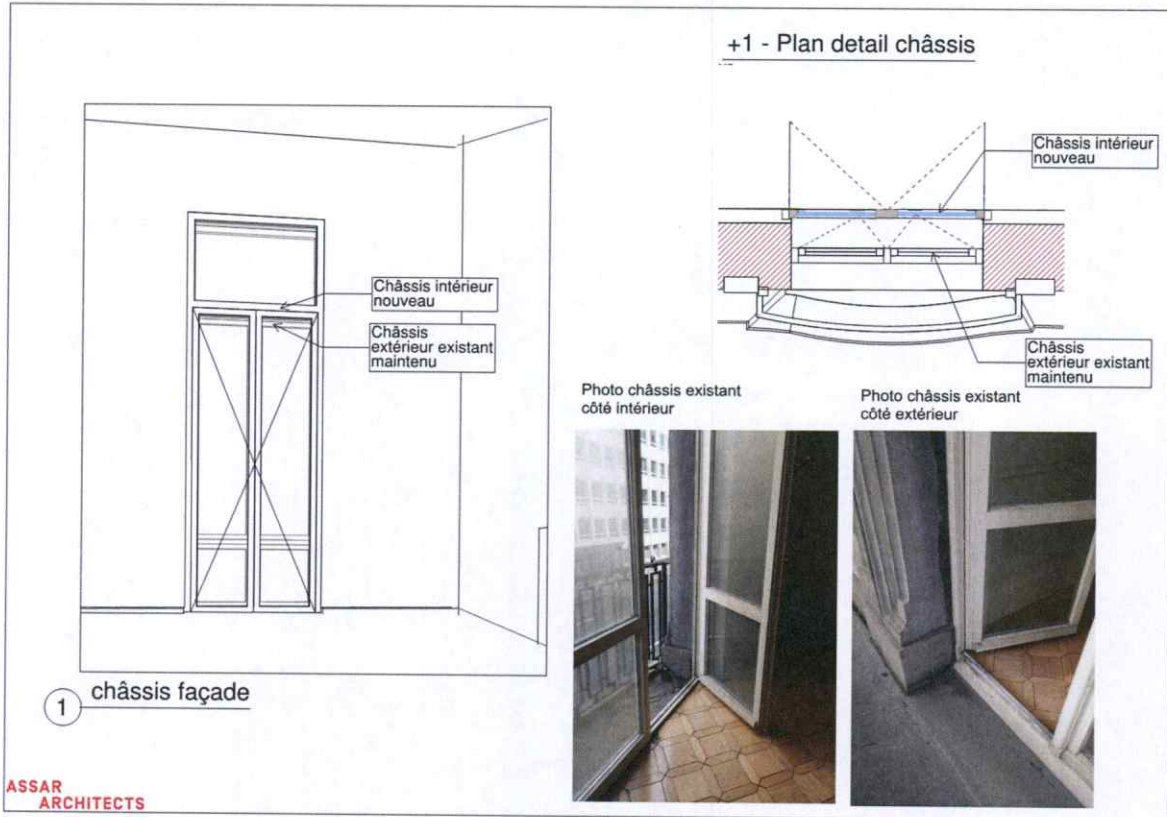 +1 - Plan detail châssis
Châssis intérieur
nouveau
Châssis intérieur
nouveau
Châssis
extérieur existant
maintenu
Châssis
extérieur existant
maintenu
Photo châssis existant
côté intérieur
Photo châssis existant
côté extérieur
1
châssis façade
ASSAR
ARCHITECTS